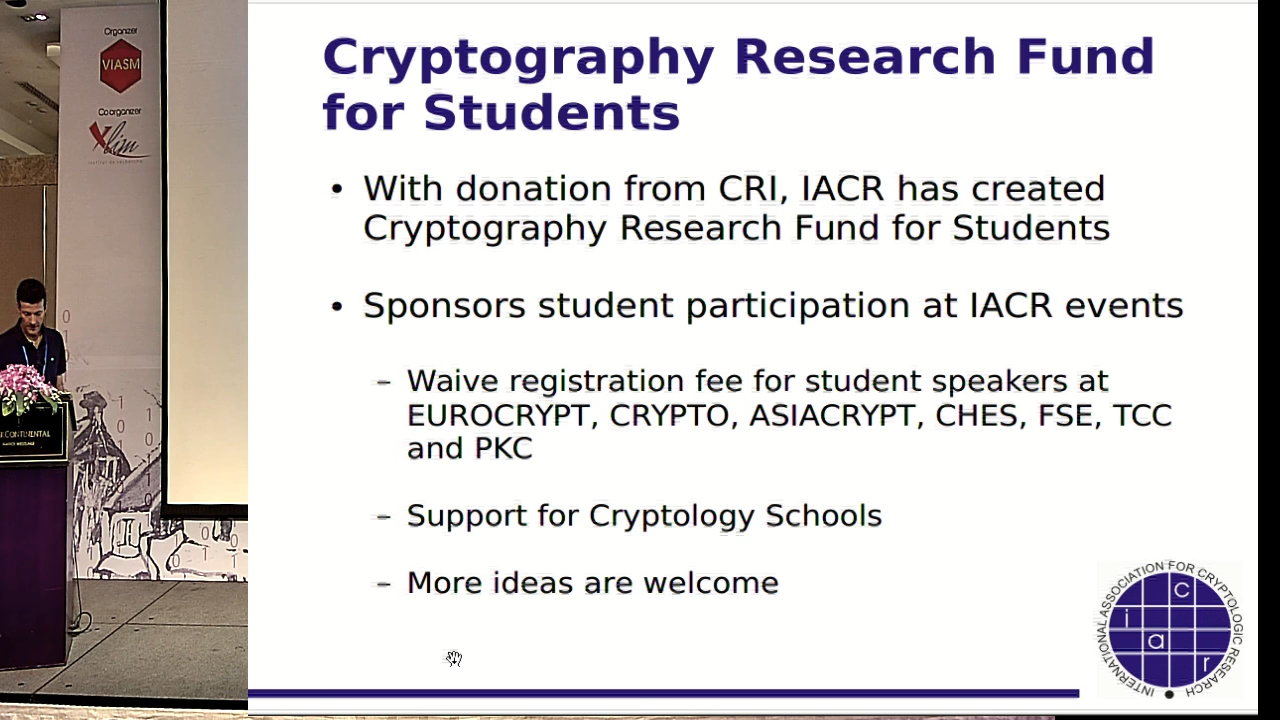 Organizer
VIASM
Coorganizer
Xlim
Cryptography Research Fund
for Students
• With donation from CRI, IACR has created
Cryptography Research Fund for Students
• Sponsors student participation at IACR events
– Waive registration fee for student speakers at
EUROCRYPT, CRYPTO, ASIACRYPT, CHES, FSE, TCC
and PKC
– Support for Cryptology Schools
– More ideas are welcome
INTERNATIONAL ASSOCIATION FOR CRYPTOLOGIC RESEARCH
i a c r